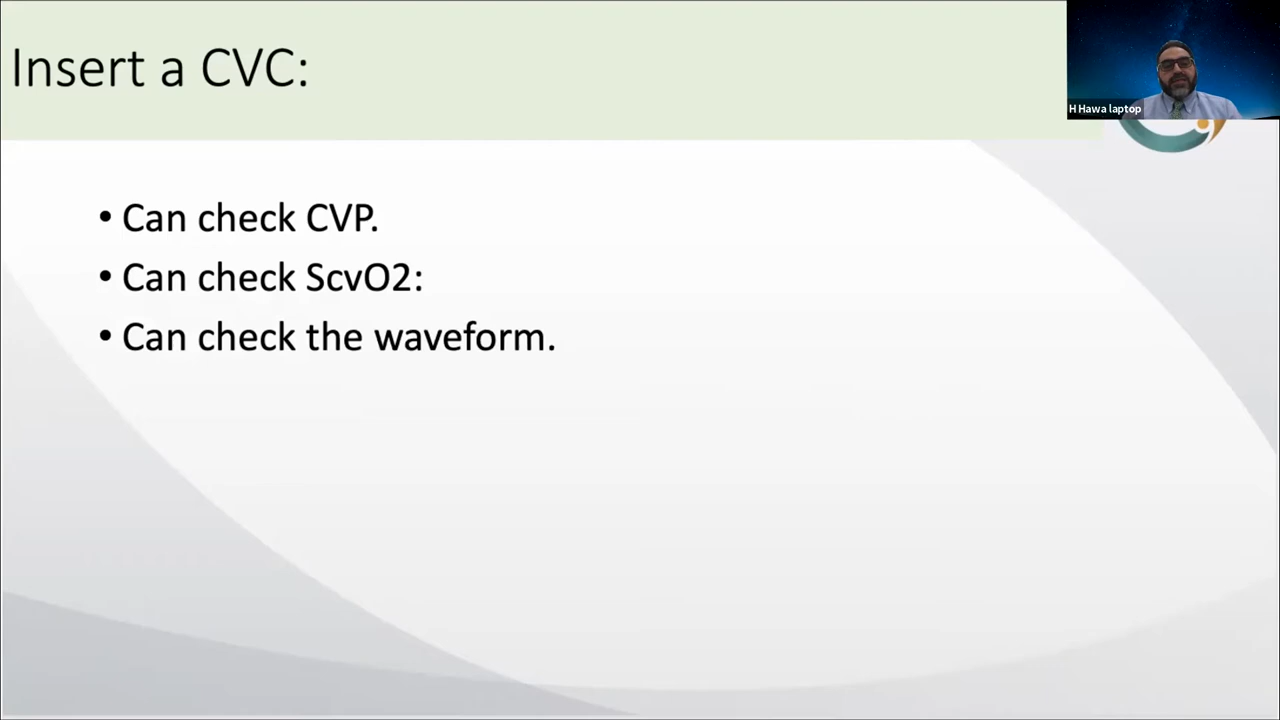 Insert a CVC:
H Hawa laptop
• Can check CVP.
• Can check ScvO2:
• Can check the waveform.